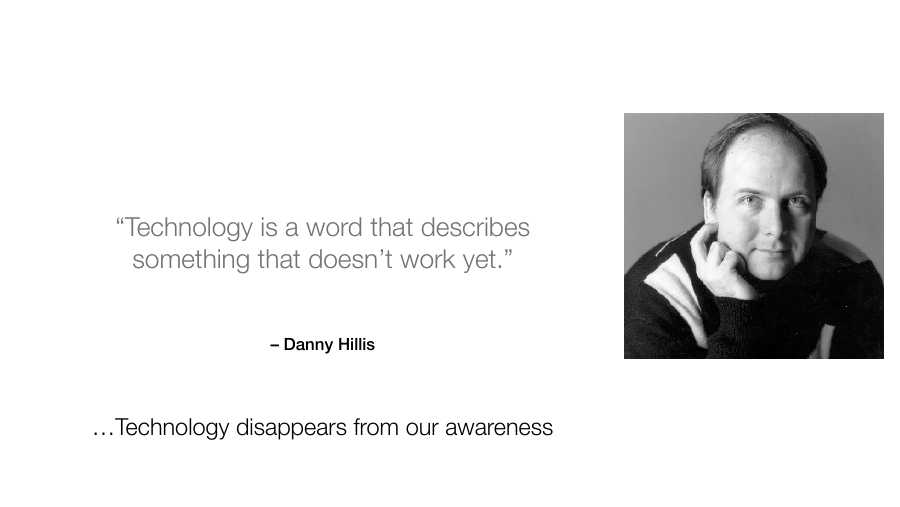 “Technology is a word that describes
something that doesn’t work yet.”
– Danny Hillis
…Technology disappears from our awareness